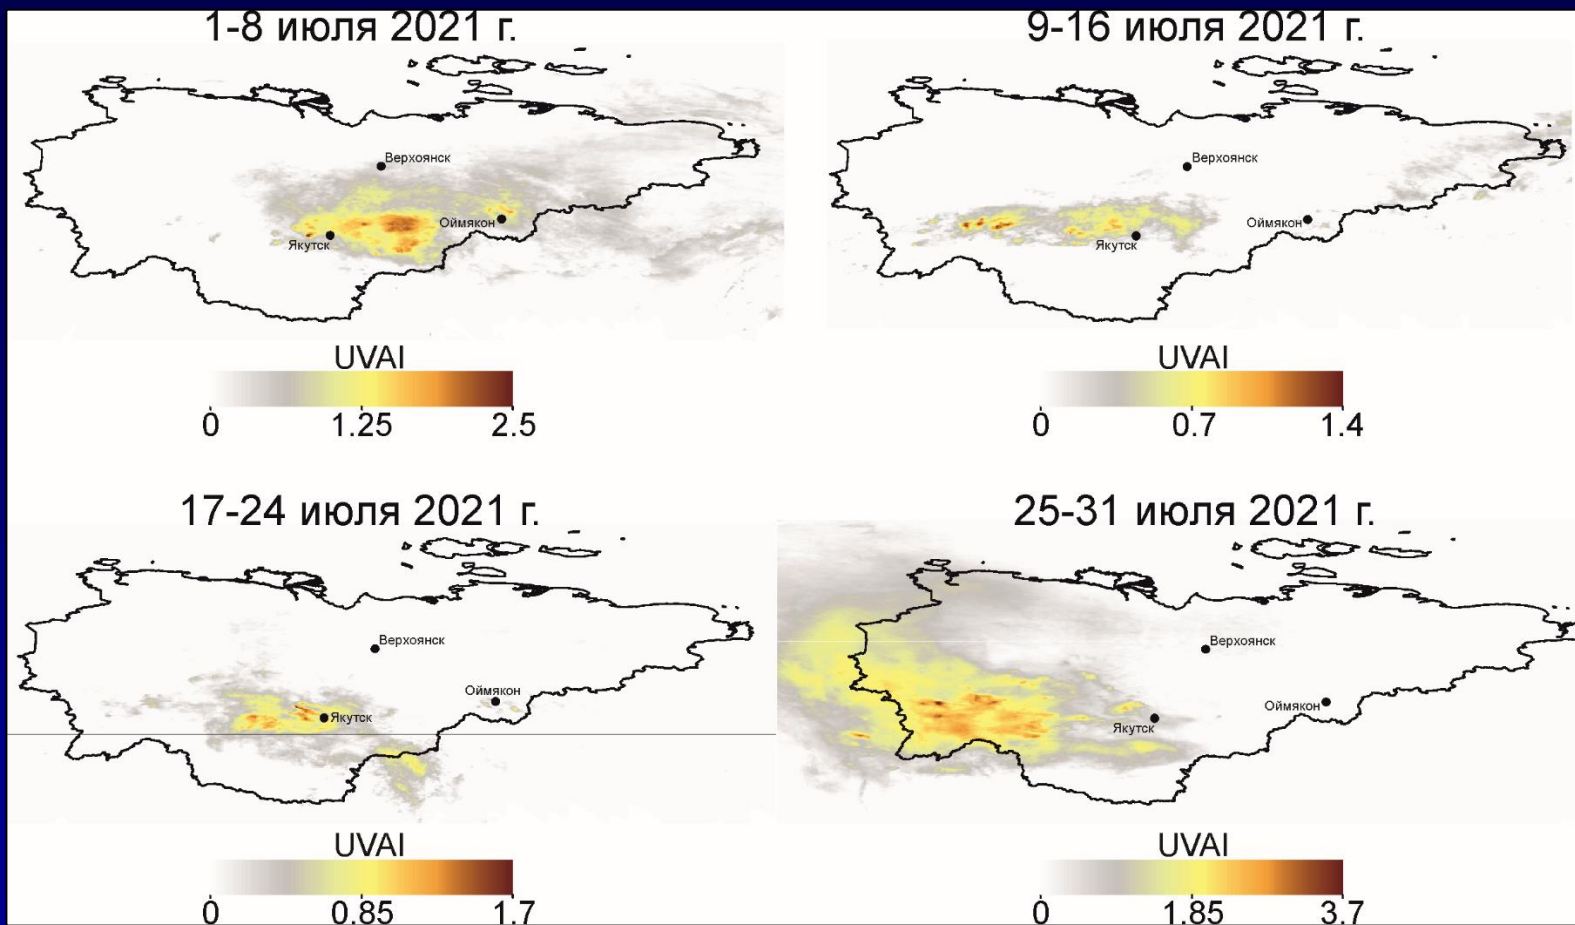 1-8 июля 2021 г.
Верхоянск
Оймякон
Якутск
UVAI
0 1.25 2.5
9-16 июля 2021 г.
Верхоянск
Оймякон
Якутск
UVAI
0 0.7 1.4
17-24 июля 2021 г.
Верхоянск
Оймякон
Якутск
UVAI
0 0.85 1.7
25-31 июля 2021 г.
Верхоянск
Оймякон
Якутск
UVAI
0 1.85 3.7